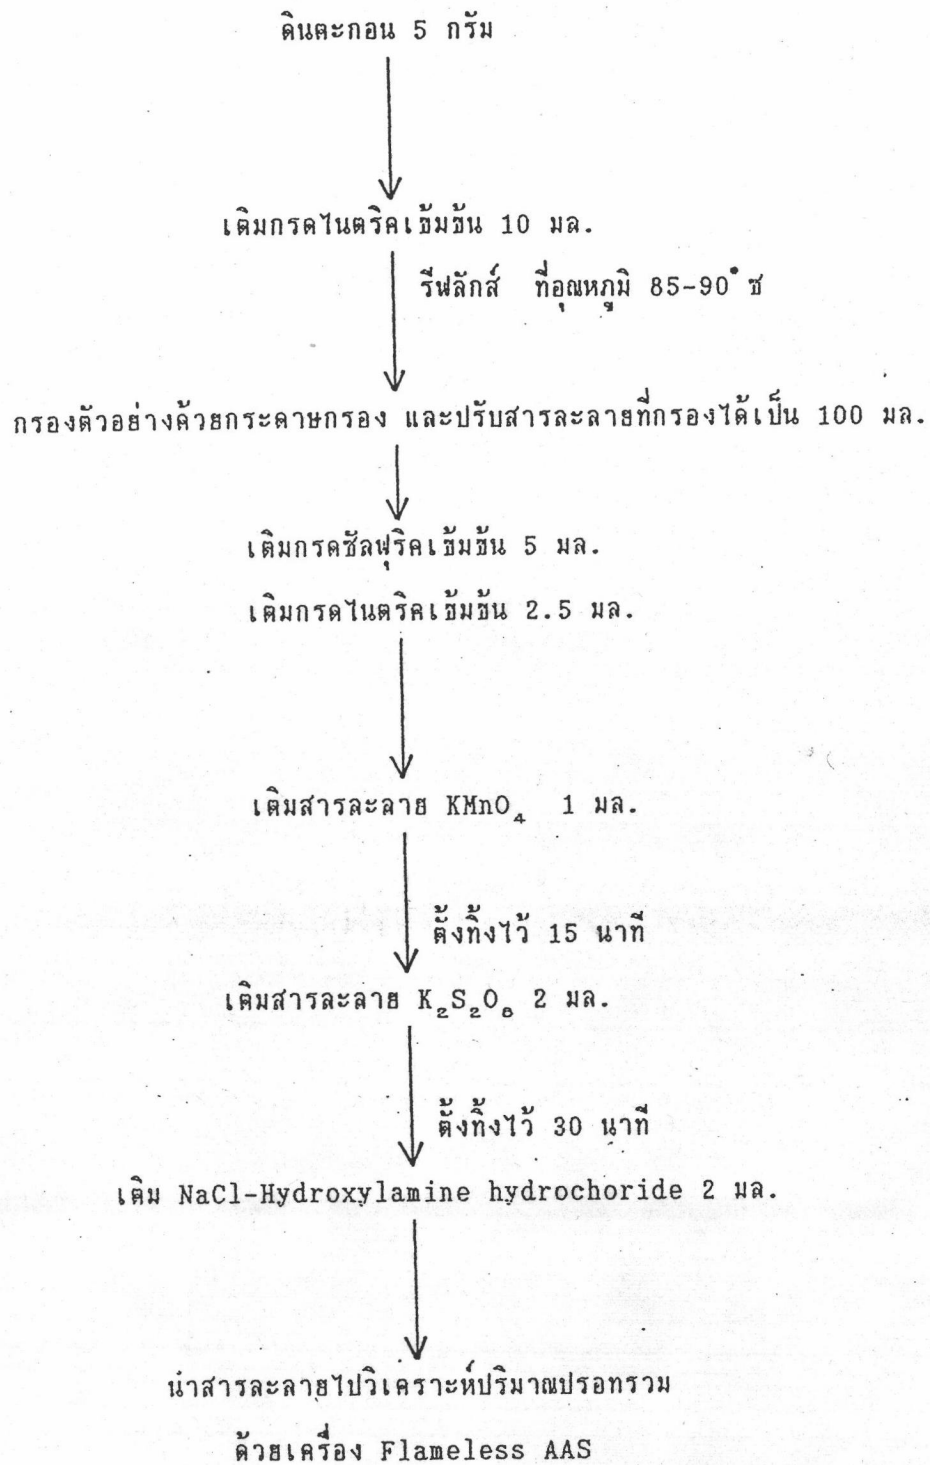 ดินตะกอน 5 กรัม
เติมกรดไนตริคเข้มข้น 10 มล.
รีฟลักส์ ที่อุณหภูมิ 85-90°ซ
กรองตัวอย่างด้วยกระดาษกรอง และปรับสารละลายที่กรองได้เป็น 100 มล.
เติมกรดซัลฟุริคเข้มข้น 5 มล.
เติมกรดไนตริคเข้มข้น 2.5 มล.
เติมสารละลาย KMnO₄ 1 มล.
ตั้งทิ้งไว้ 15 นาที
เติมสารละลาย K₂S₂O₈ 2 มล.
ตั้งทิ้งไว้ 30 นาที
เติม NaCl-Hydroxylamine hydrochoride 2 มล.
นำสารละลายไปวิเคราะห์ปริมาณปรอทรวม
ด้วยเครื่อง Flameless AAS